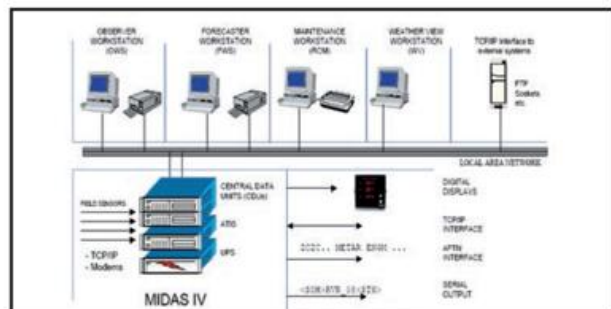 OBSERVER
WORKSTATION
(OWS)
FORECASTER
WORKSTATION
(FWS)
MAINTENANCE
WORKSTATION
(RCM)
WEATHER VIEW
WORKSTATION
(WV)
TCP/IP Interface to
external systems
FTP
Sockets
etc.
LOCAL AREA NETWORK
FIELD SENSORS
- TCP/IP
- Modems
CENTRAL DATA
UNITS (CDUs)
ATIS
UPS
MIDAS IV
DIGITAL
DISPLAYS
TCP/IP
INTERFACE
METAR ...
AFTN
INTERFACE
SERIAL
OUTPUT